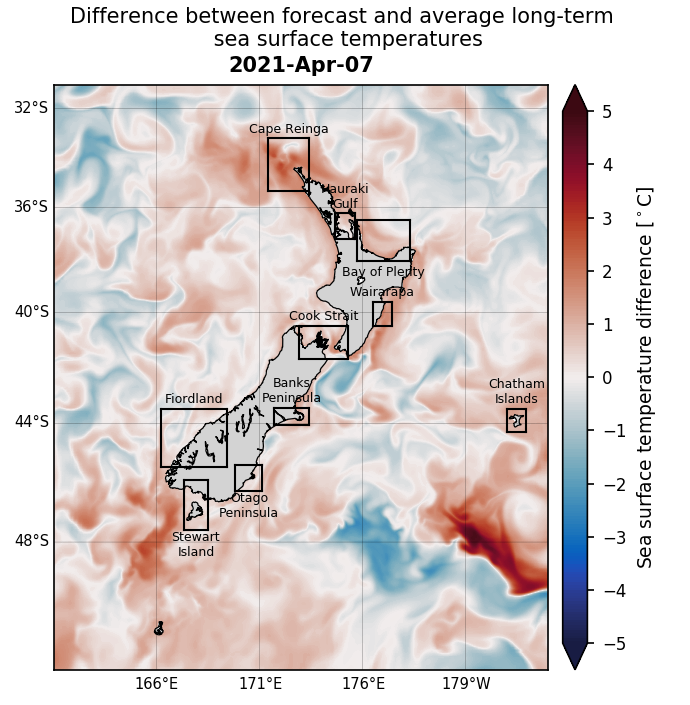 Difference between forecast and average long-term
sea surface temperatures
2021-Apr-07
32°S
36°S
40°S
44°S
48°S
Cape Reinga
Hauraki
Gulf
Bay of Plenty
Wairarapa
Cook Strait
Banks
Peninsula
Fiordland
Chatham
Islands
Otago
Peninsula
Stewart
Island
166°E
171°E
176°E
179°W
5
4
3
2
1
0
−1
−2
−3
−4
−5
Sea surface temperature difference [°C]